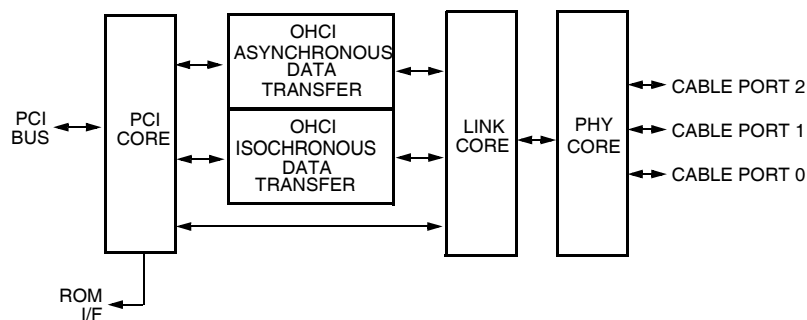 OHCI
ASYNCHRONOUS
DATA
TRANSFER
OHCI
ISOCHRONOUS
DATA
TRANSFER
PCI
BUS
PCI
CORE
LINK
CORE
PHY
CORE
CABLE PORT 2
CABLE PORT 1
CABLE PORT 0
ROM
I/F